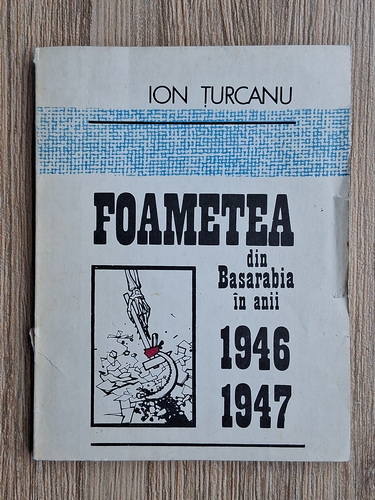 ION ȚURCANU
FOAMETEA
din
Basarabia
în anii
1946
1947